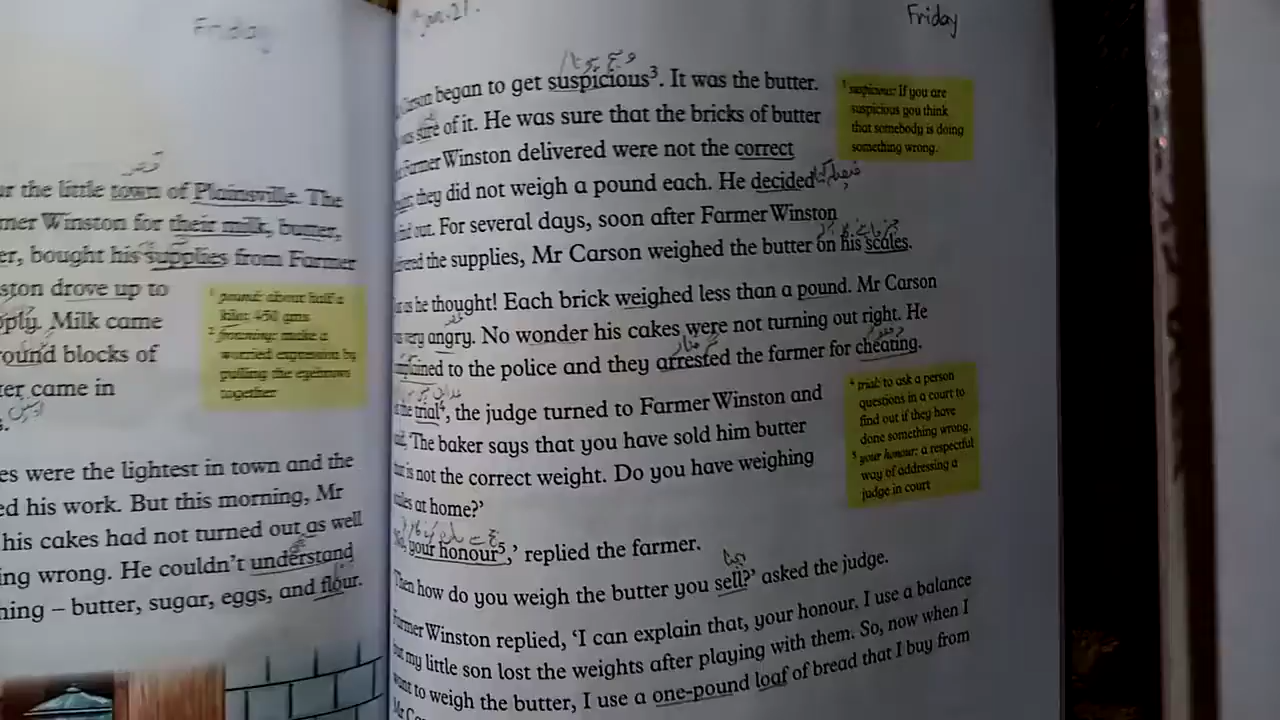 Friday
ur the little town of Plainsville. The
mer Winston for their milk, butter,
er, bought his supplies from Farmer
ston drove up to
pply. Milk came
round blocks of
ter came in
s.
¹ pound: about half a
kilo; 450 gms
² frowning: make a
worried expression by
pulling the eyebrows
together
es were the lightest in town and the
ed his work. But this morning, Mr
his cakes had not turned out as well
ing wrong. He couldn't understand
hing – butter, sugar, eggs, and flour.
Friday
Carson began to get suspicious³. It was the butter.
was sure of it. He was sure that the bricks of butter
Farmer Winston delivered were not the correct
they did not weigh a pound each. He decided
find out. For several days, soon after Farmer Winston
the supplies, Mr Carson weighed the butter on his scales.
as he thought! Each brick weighed less than a pound. Mr Carson
very angry. No wonder his cakes were not turning out right. He
to the police and they arrested the farmer for cheating.
the trial⁴, the judge turned to Farmer Winston and
'The baker says that you have sold him butter
is not the correct weight. Do you have weighing
at home?'
your honour⁵,' replied the farmer.
Then how do you weigh the butter you sell?' asked the judge.
Farmer Winston replied, 'I can explain that, your honour. I use a balance
but my little son lost the weights after playing with them. So, now when I
want to weigh the butter, I use a one-pound loaf of bread that I buy from
³ suspicious: If you are
suspicious you think
that somebody is doing
something wrong.
⁴ trial: to ask a person
questions in a court to
find out if they have
done something wrong.
⁵ your honour: a respectful
way of addressing a
judge in court